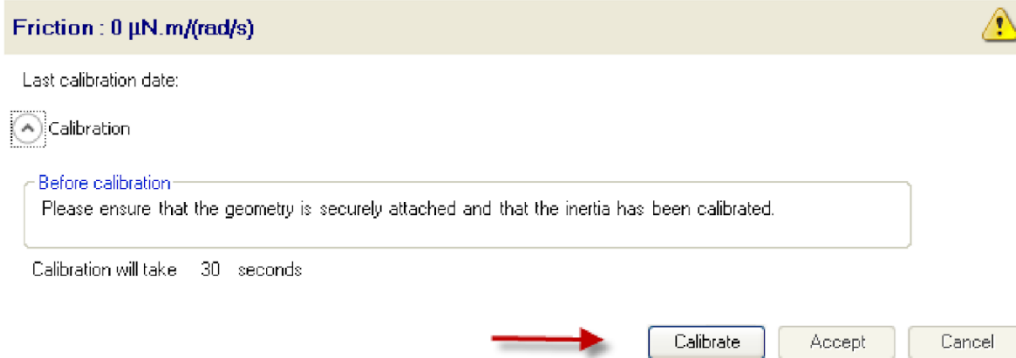 Friction : 0 µN.m/(rad/s)
Last calibration date:
Calibration
Before calibration
Please ensure that the geometry is securely attached and that the inertia has been calibrated.
Calibration will take 30 seconds
Calibrate Accept Cancel